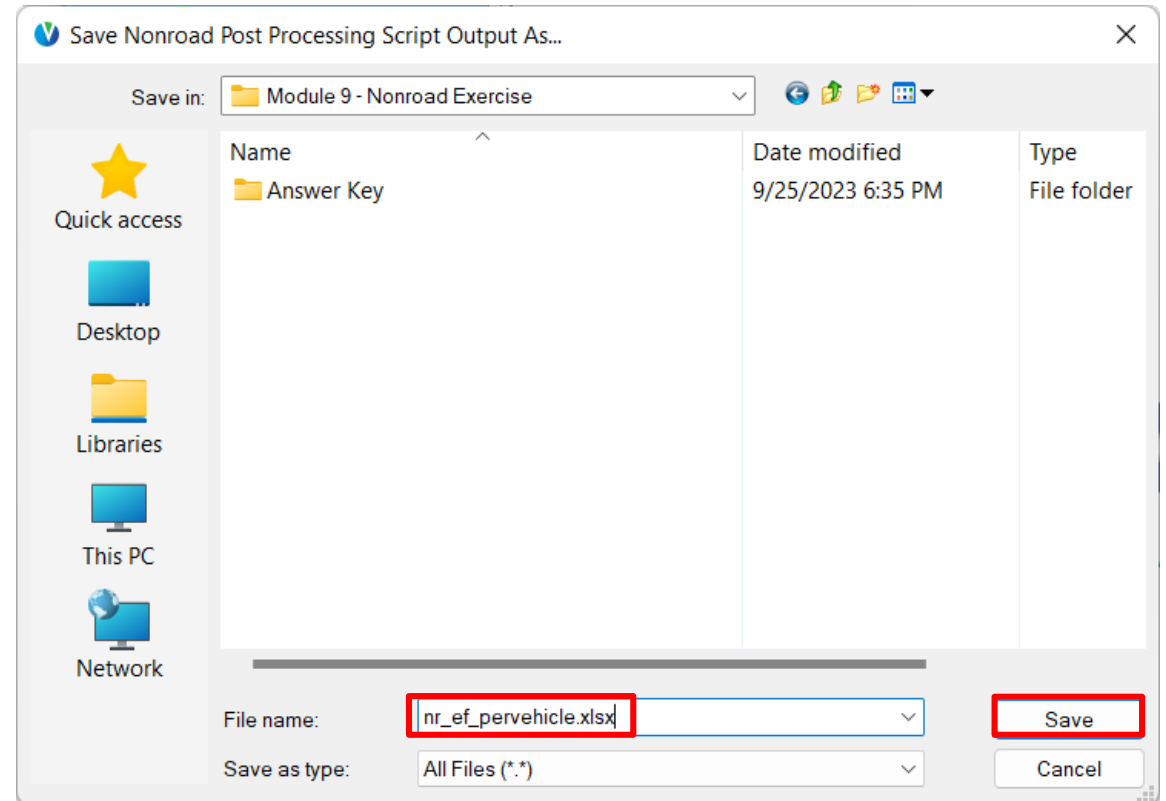 Save Nonroad Post Processing Script Output As...
Save in:
Module 9 - Nonroad Exercise
Name
Date modified
Type
Answer Key
9/25/2023 6:35 PM
File folder
Quick access
Desktop
Libraries
This PC
Network
File name:
nr_ef_pervehicle.xlsx
Save
Save as type:
All Files (*.*)
Cancel